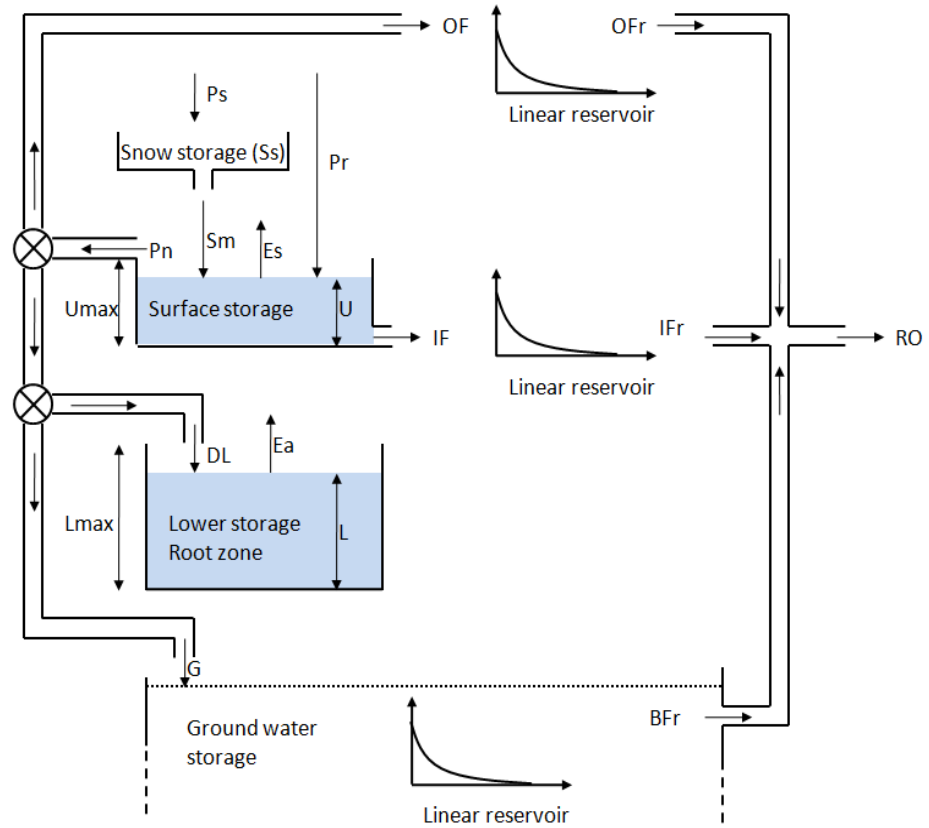 OF
OFr
Linear reservoir
Ps
Snow storage (Ss)
Pr
Pn
Sm
Es
Umax
Surface storage
U
IF
IFr
RO
Linear reservoir
DL
Ea
Lmax
Lower storage
Root zone
L
G
Ground water
storage
BFr
Linear reservoir